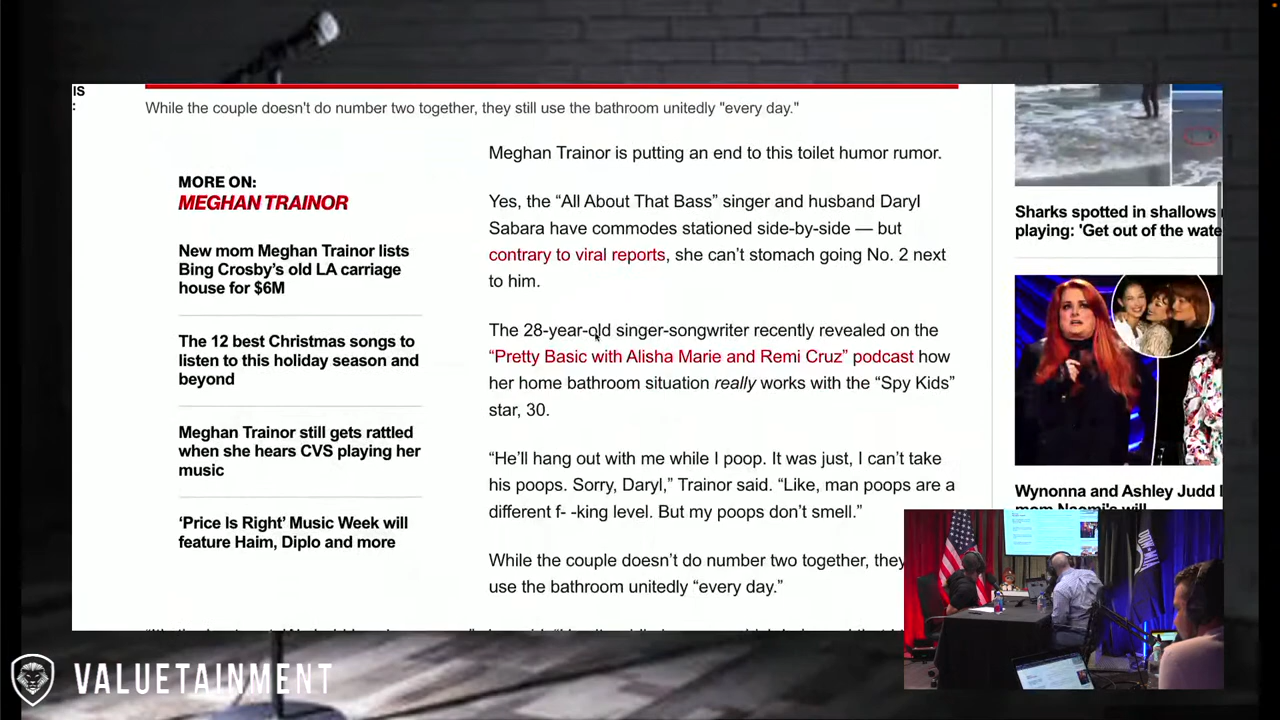 IS
:
While the couple doesn't do number two together, they still use the bathroom unitedly "every day."
MORE ON:
MEGHAN TRAINOR
New mom Meghan Trainor lists
Bing Crosby's old LA carriage
house for $6M
The 12 best Christmas songs to
listen to this holiday season and
beyond
Meghan Trainor still gets rattled
when she hears CVS playing her
music
‘Price Is Right’ Music Week will
feature Haim, Diplo and more
Meghan Trainor is putting an end to this toilet humor rumor.
Yes, the “All About That Bass” singer and husband Daryl
Sabara have commodes stationed side-by-side — but
contrary to viral reports, she can’t stomach going No. 2 next
to him.
The 28-year-old singer-songwriter recently revealed on the
“Pretty Basic with Alisha Marie and Remi Cruz” podcast how
her home bathroom situation really works with the “Spy Kids”
star, 30.
“He’ll hang out with me while I poop. It was just, I can’t take
his poops. Sorry, Daryl,” Trainor said. “Like, man poops are a
different f- -king level. But my poops don’t smell.”
While the couple doesn’t do number two together, they
use the bathroom unitedly “every day.”
Sharks spotted in shallows
playing: 'Get out of the wate
Wynonna and Ashley Judd
mom Naomi's will
VALUETAINMENT